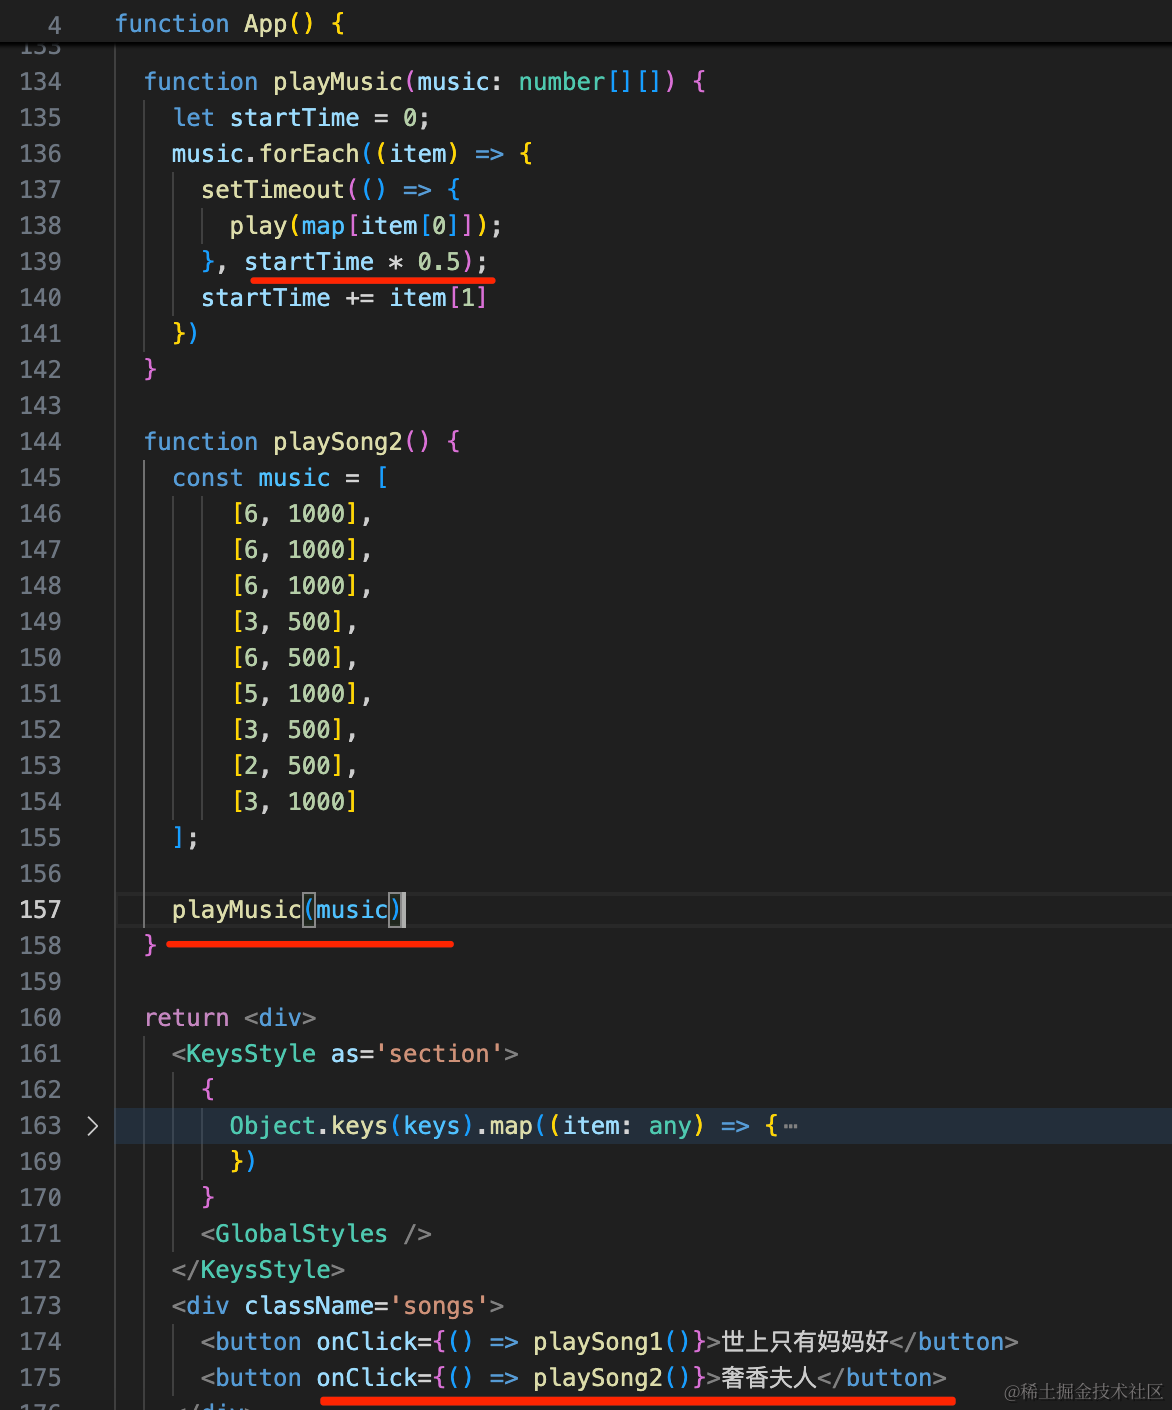 4 function App() {
133
134 function playMusic(music: number[][]) {
135 let startTime = 0;
136 music.forEach((item) => {
137 setTimeout(() => {
138 play(map[item[0]]);
139 }, startTime * 0.5);
140 startTime += item[1]
141 })
142 }
143
144 function playSong2() {
145 const music = [
146 [6, 1000],
147 [6, 1000],
148 [6, 1000],
149 [3, 500],
150 [6, 500],
151 [5, 1000],
152 [3, 500],
153 [2, 500],
154 [3, 1000]
155 ];
156
157 playMusic(music)
158 }
159
160 return <div>
161 <KeysStyle as='section'>
162 {
163 Object.keys(keys).map((item: any) => {⋯
169 })
170 }
171 <GlobalStyles />
172 </KeysStyle>
173 <div className='songs'>
174 <button onClick={() => playSong1()}>世上只有妈妈好</button>
175 <button onClick={() => playSong2()}>奢香夫人</button>
176 </div>
@稀土掘金技术社区